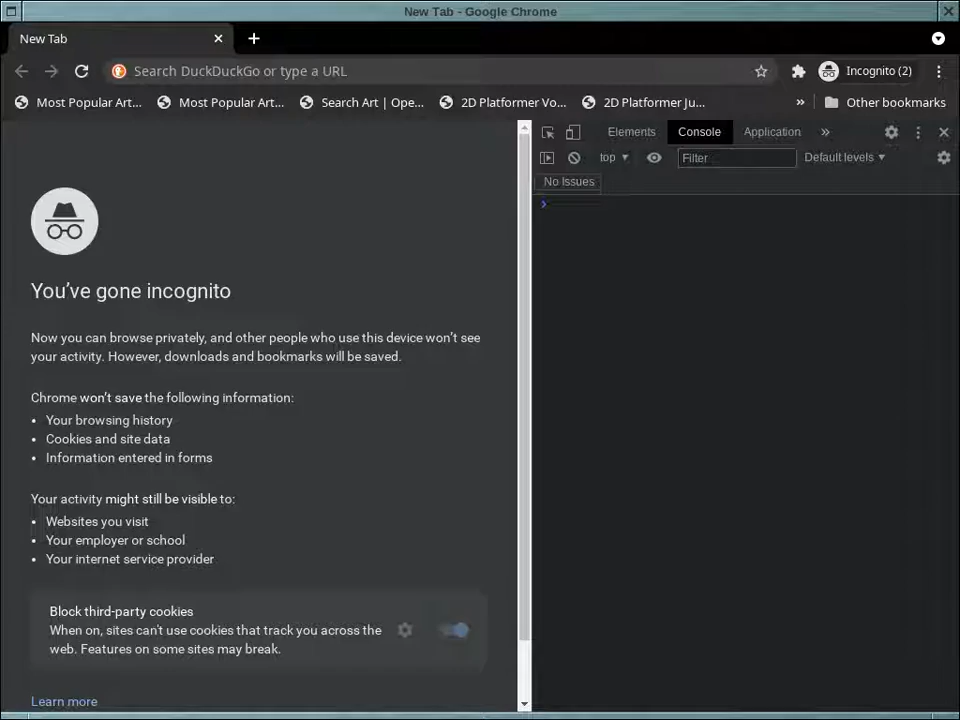 New Tab - Google Chrome
New Tab
Search DuckDuckGo or type a URL
Incognito (2)
Most Popular Art...
Most Popular Art...
Search Art | Ope...
2D Platformer Vo...
2D Platformer Ju...
»
Other bookmarks
Elements
Console
Application
»
top
Filter
Default levels
No Issues
You've gone incognito
Now you can browse privately, and other people who use this device won't see
your activity. However, downloads and bookmarks will be saved.
Chrome won't save the following information:
• Your browsing history
• Cookies and site data
• Information entered in forms
Your activity might still be visible to:
• Websites you visit
• Your employer or school
• Your internet service provider
Block third-party cookies
When on, sites can't use cookies that track you across the
web. Features on some sites may break.
Learn more